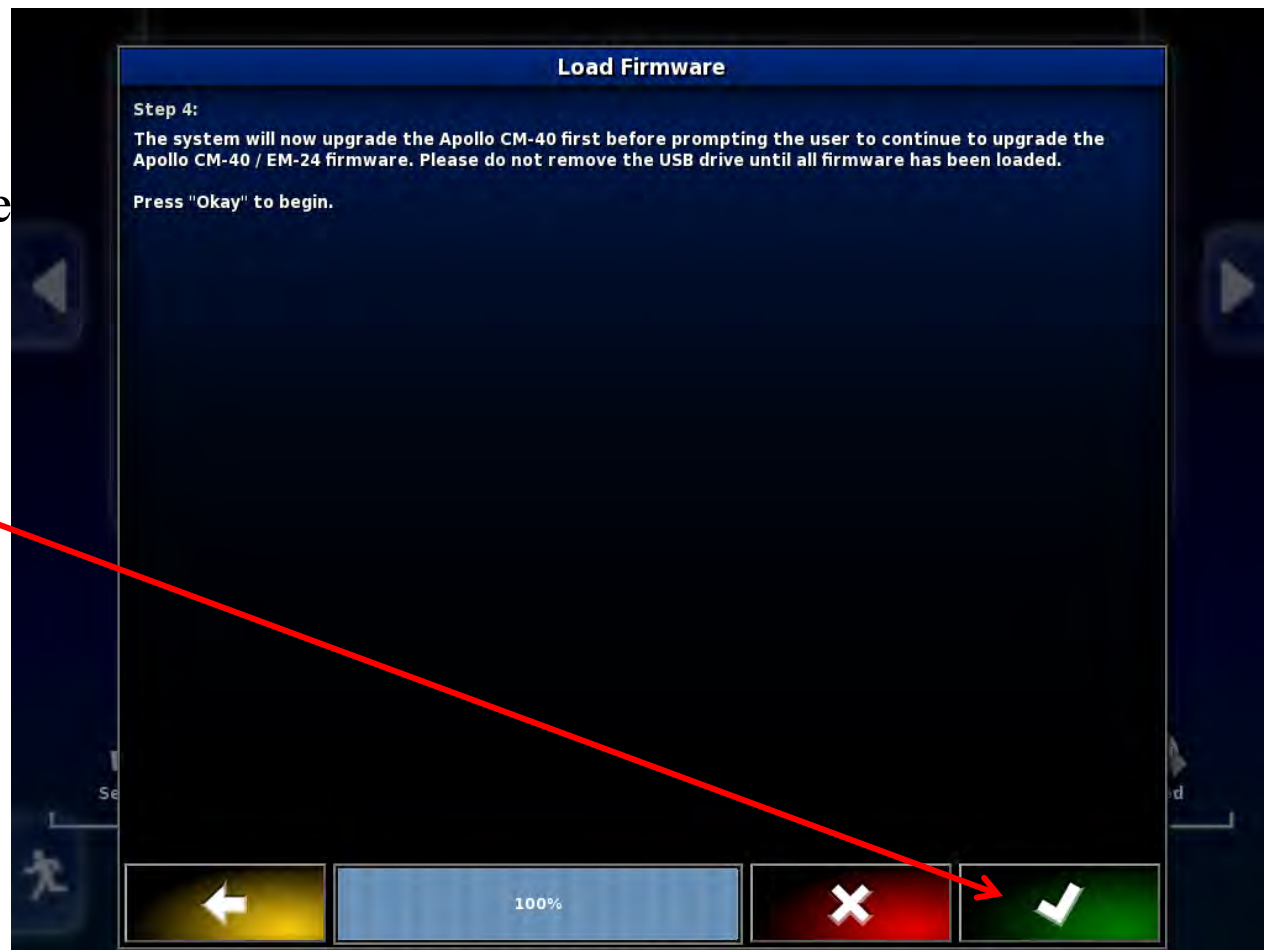 Load Firmware
Step 4:
The system will now upgrade the Apollo CM-40 first before prompting the user to continue to upgrade the
Apollo CM-40 / EM-24 firmware. Please do not remove the USB drive until all firmware has been loaded.
e
Press "Okay" to begin.
Se
d
100%